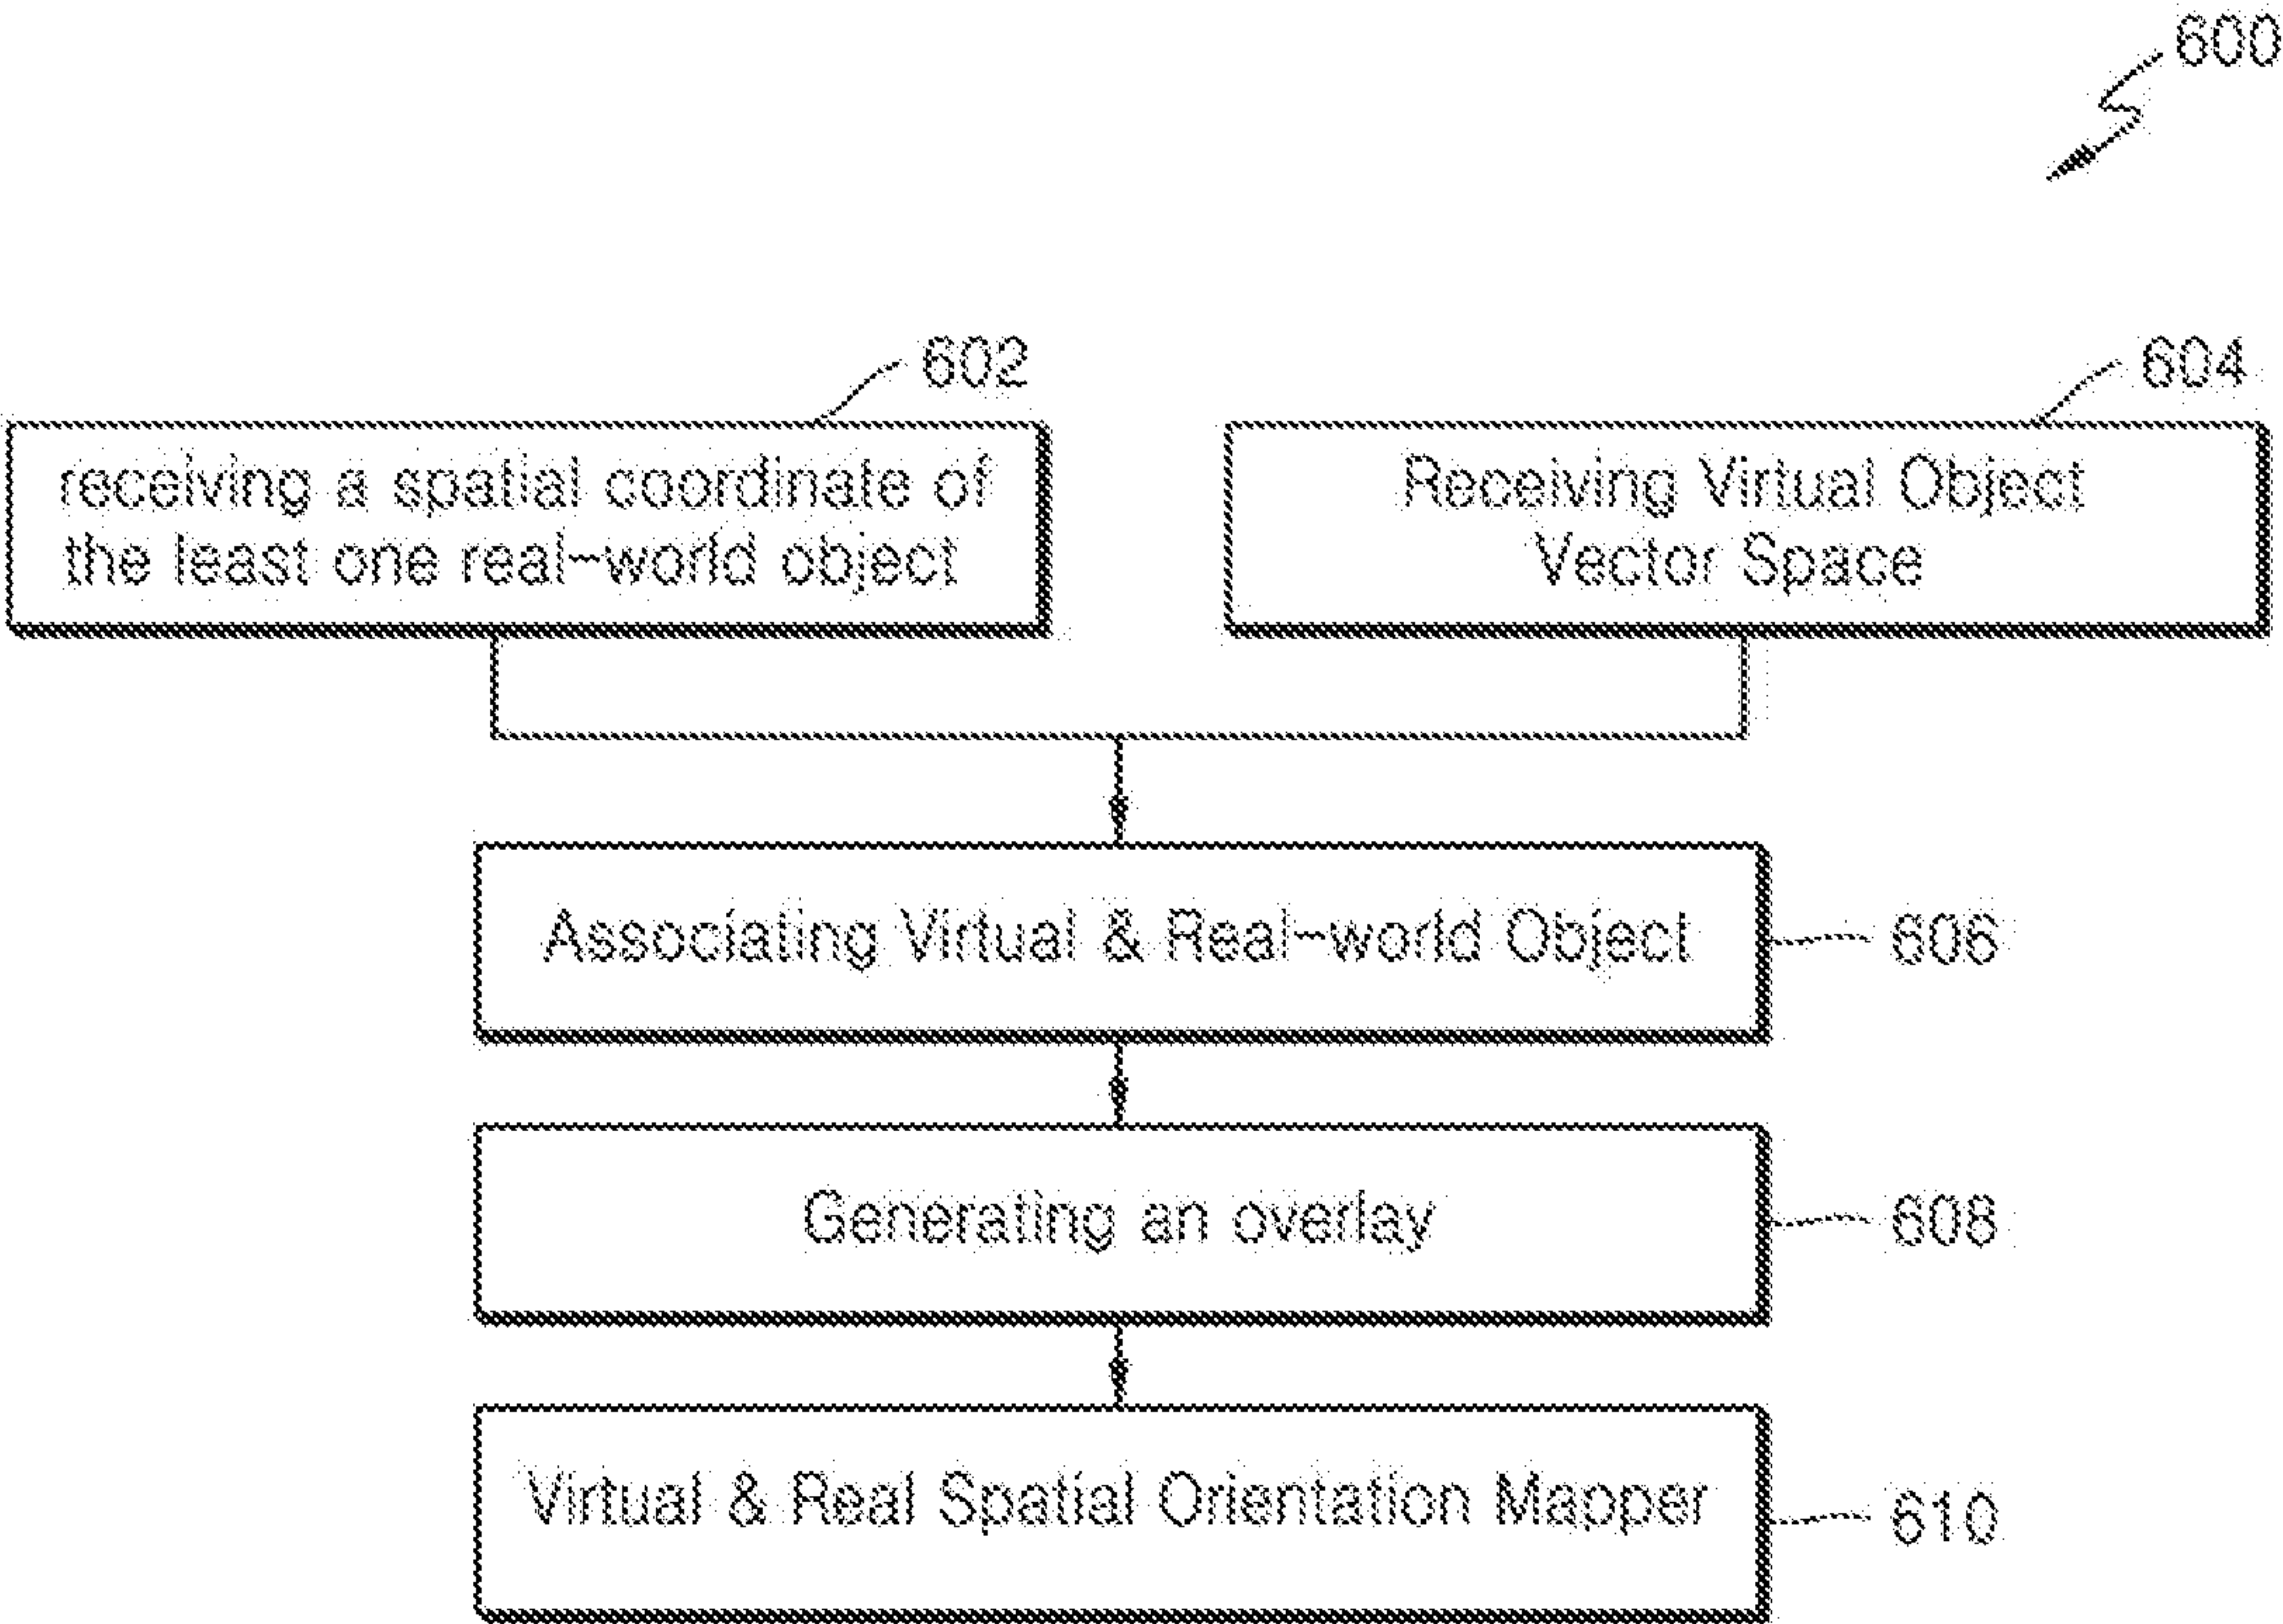 600
602
604
receiving a spatial coordinate of
the least one real-world object
Receiving Virtual Object
Vector Space
Associating Virtual & Real-world Object
606
Generating an overlay
608
Virtual & Real Spatial Orientation Mapper
610